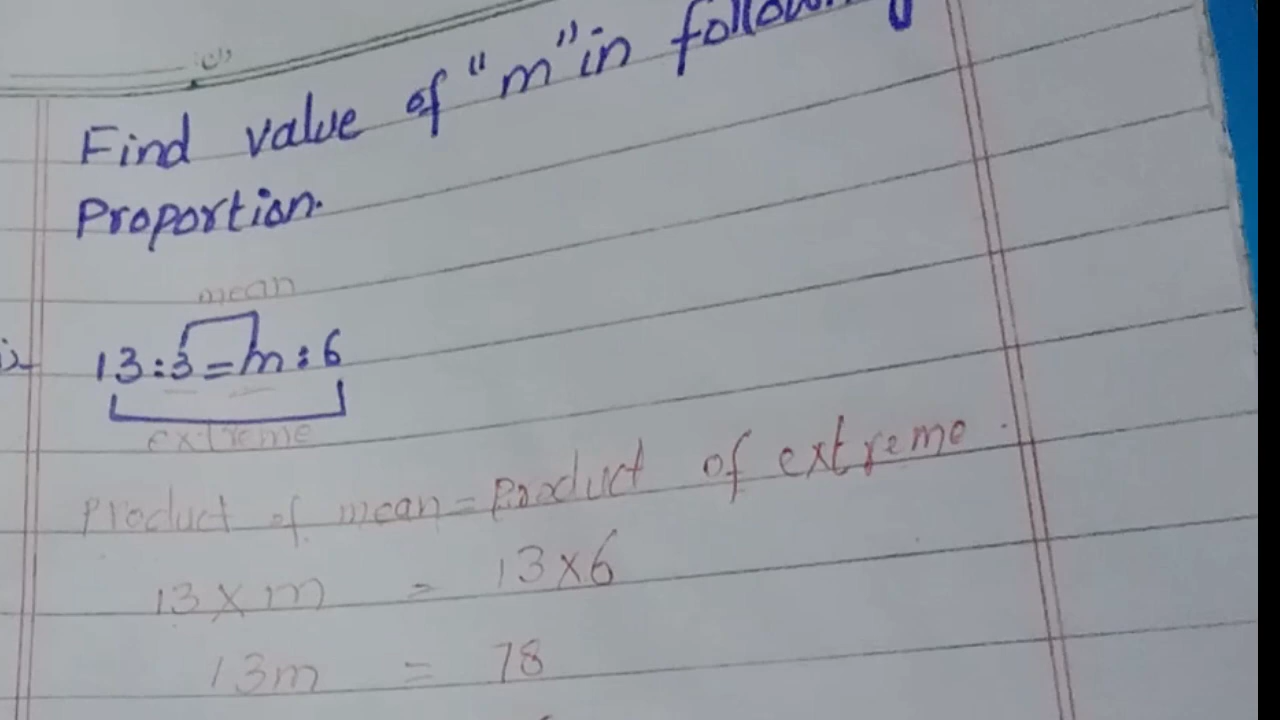 Find value of "m" in
Proportion.
mean
13:3=m:6
extreme
Product of mean=Product of extreme.
13×m = 13×6
13m = 78